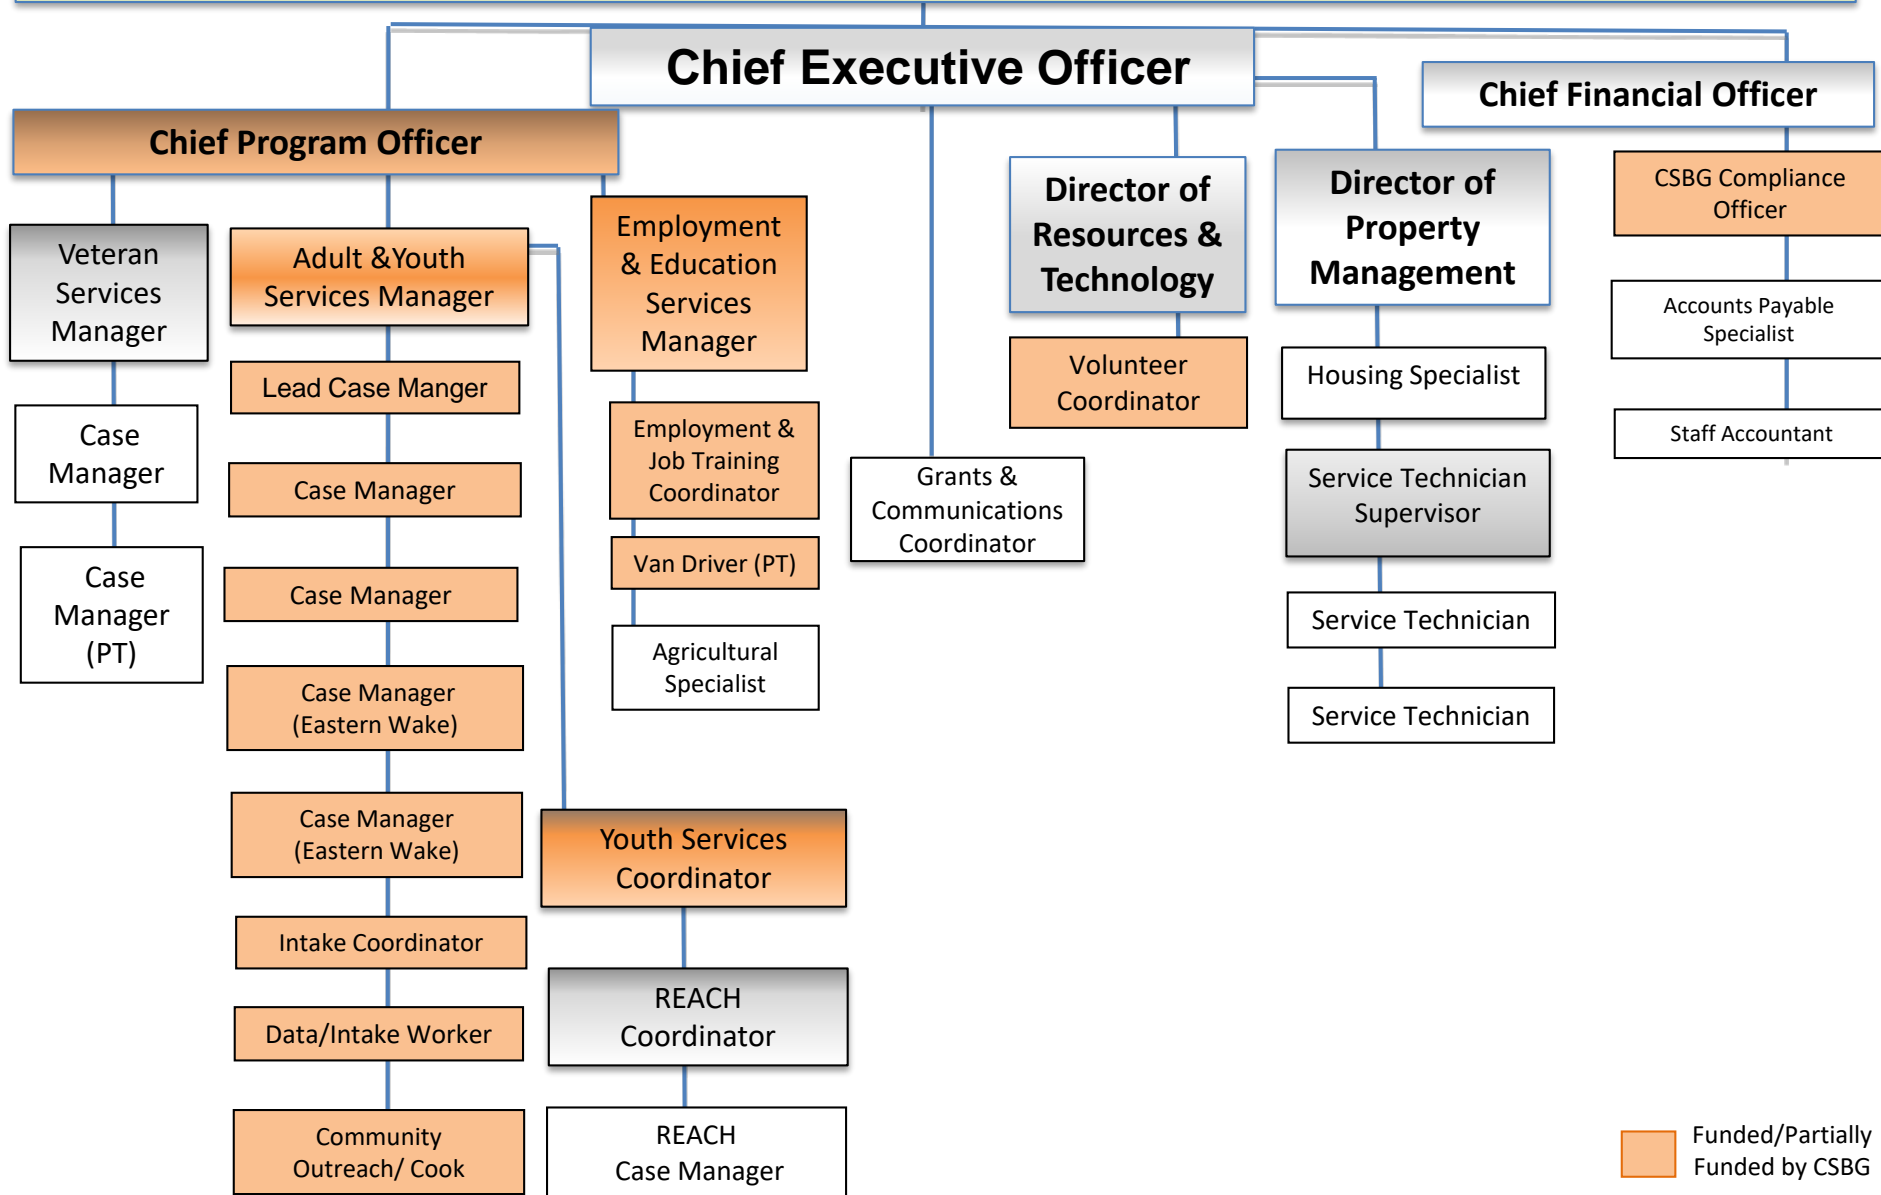 Chief Executive Officer
Chief Financial Officer
Chief Program Officer
Veteran
Services
Manager
Case
Manager
Case
Manager
(PT)
Adult &Youth
Services Manager
Lead Case Manger
Case Manager
Case Manager
Case Manager
(Eastern Wake)
Case Manager
(Eastern Wake)
Intake Coordinator
Data/Intake Worker
Community
Outreach/ Cook
Youth Services
Coordinator
REACH
Coordinator
REACH
Case Manager
Employment
& Education
Services
Manager
Employment &
Job Training
Coordinator
Van Driver (PT)
Agricultural
Specialist
Grants &
Communications
Coordinator
Director of
Resources &
Technology
Volunteer
Coordinator
Director of
Property
Management
Housing Specialist
Service Technician
Supervisor
Service Technician
Service Technician
CSBG Compliance
Officer
Accounts Payable
Specialist
Staff Accountant
Funded/Partially
Funded by CSBG